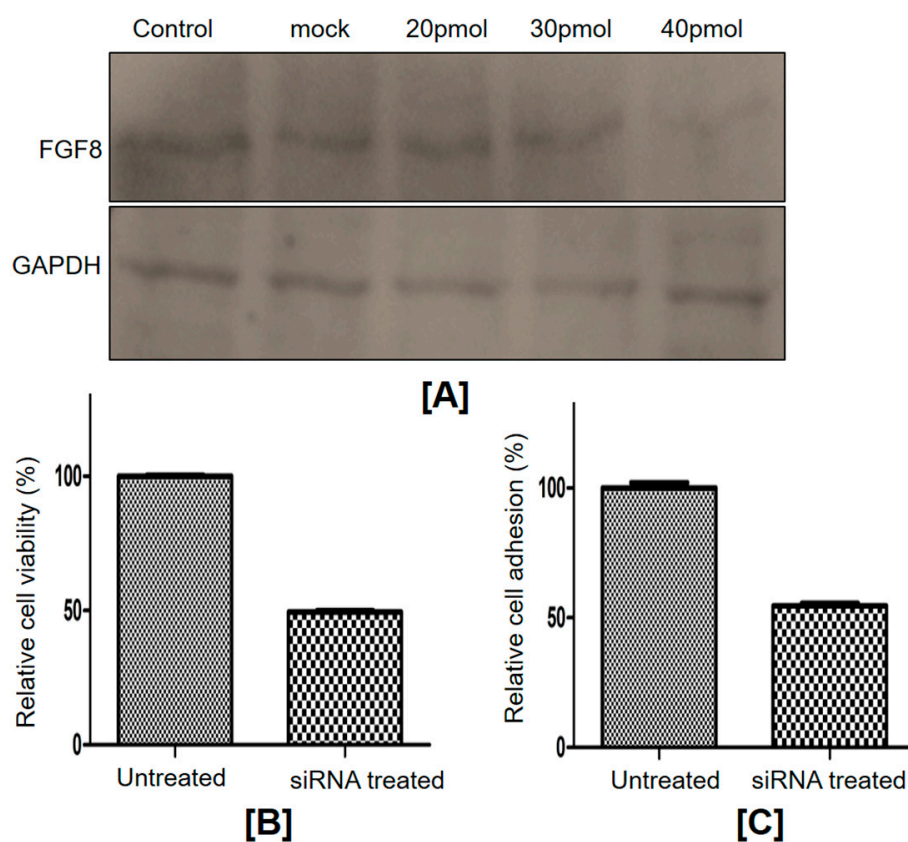 Control mock 20pmol 30pmol 40pmol
FGF8
GAPDH
[A]
Relative cell viability (%)
100
50
0
Untreated siRNA treated
[B]
Relative cell adhesion (%)
100
50
0
Untreated siRNA treated
[C]